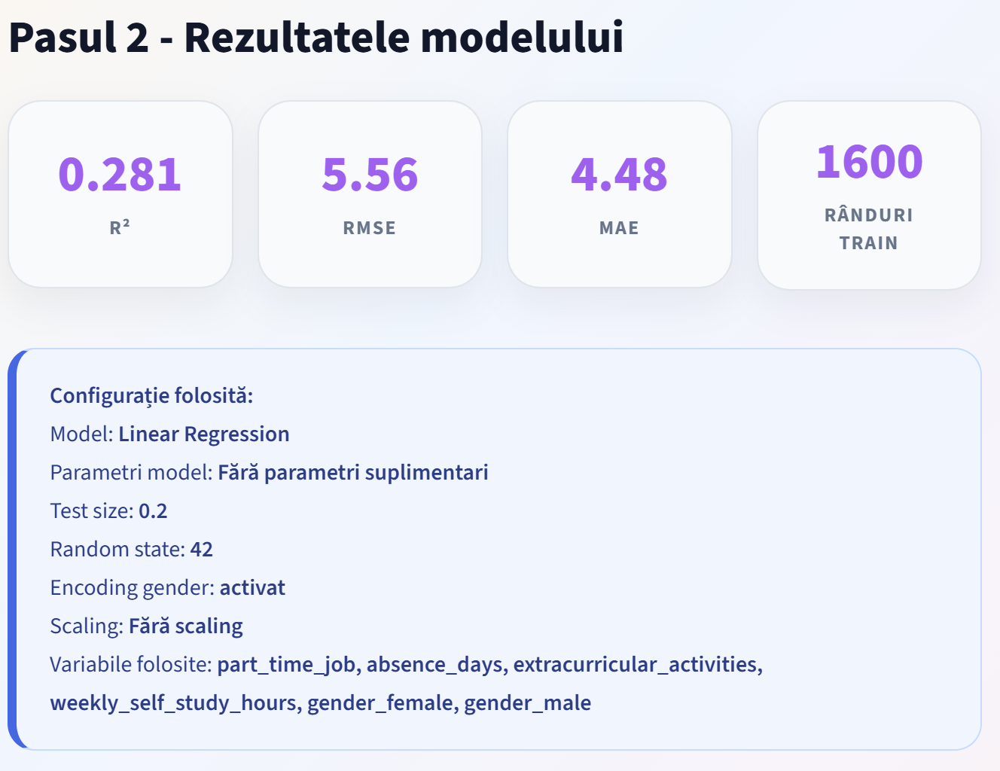 Pasul 2 - Rezultatele modelului
0.281
R²
5.56
RMSE
4.48
MAE
1600
RÂNDURI
TRAIN
Configurație folosită:
Model: Linear Regression
Parametri model: Fără parametri suplimentari
Test size: 0.2
Random state: 42
Encoding gender: activat
Scaling: Fără scaling
Variabile folosite: part_time_job, absence_days, extracurricular_activities,
weekly_self_study_hours, gender_female, gender_male